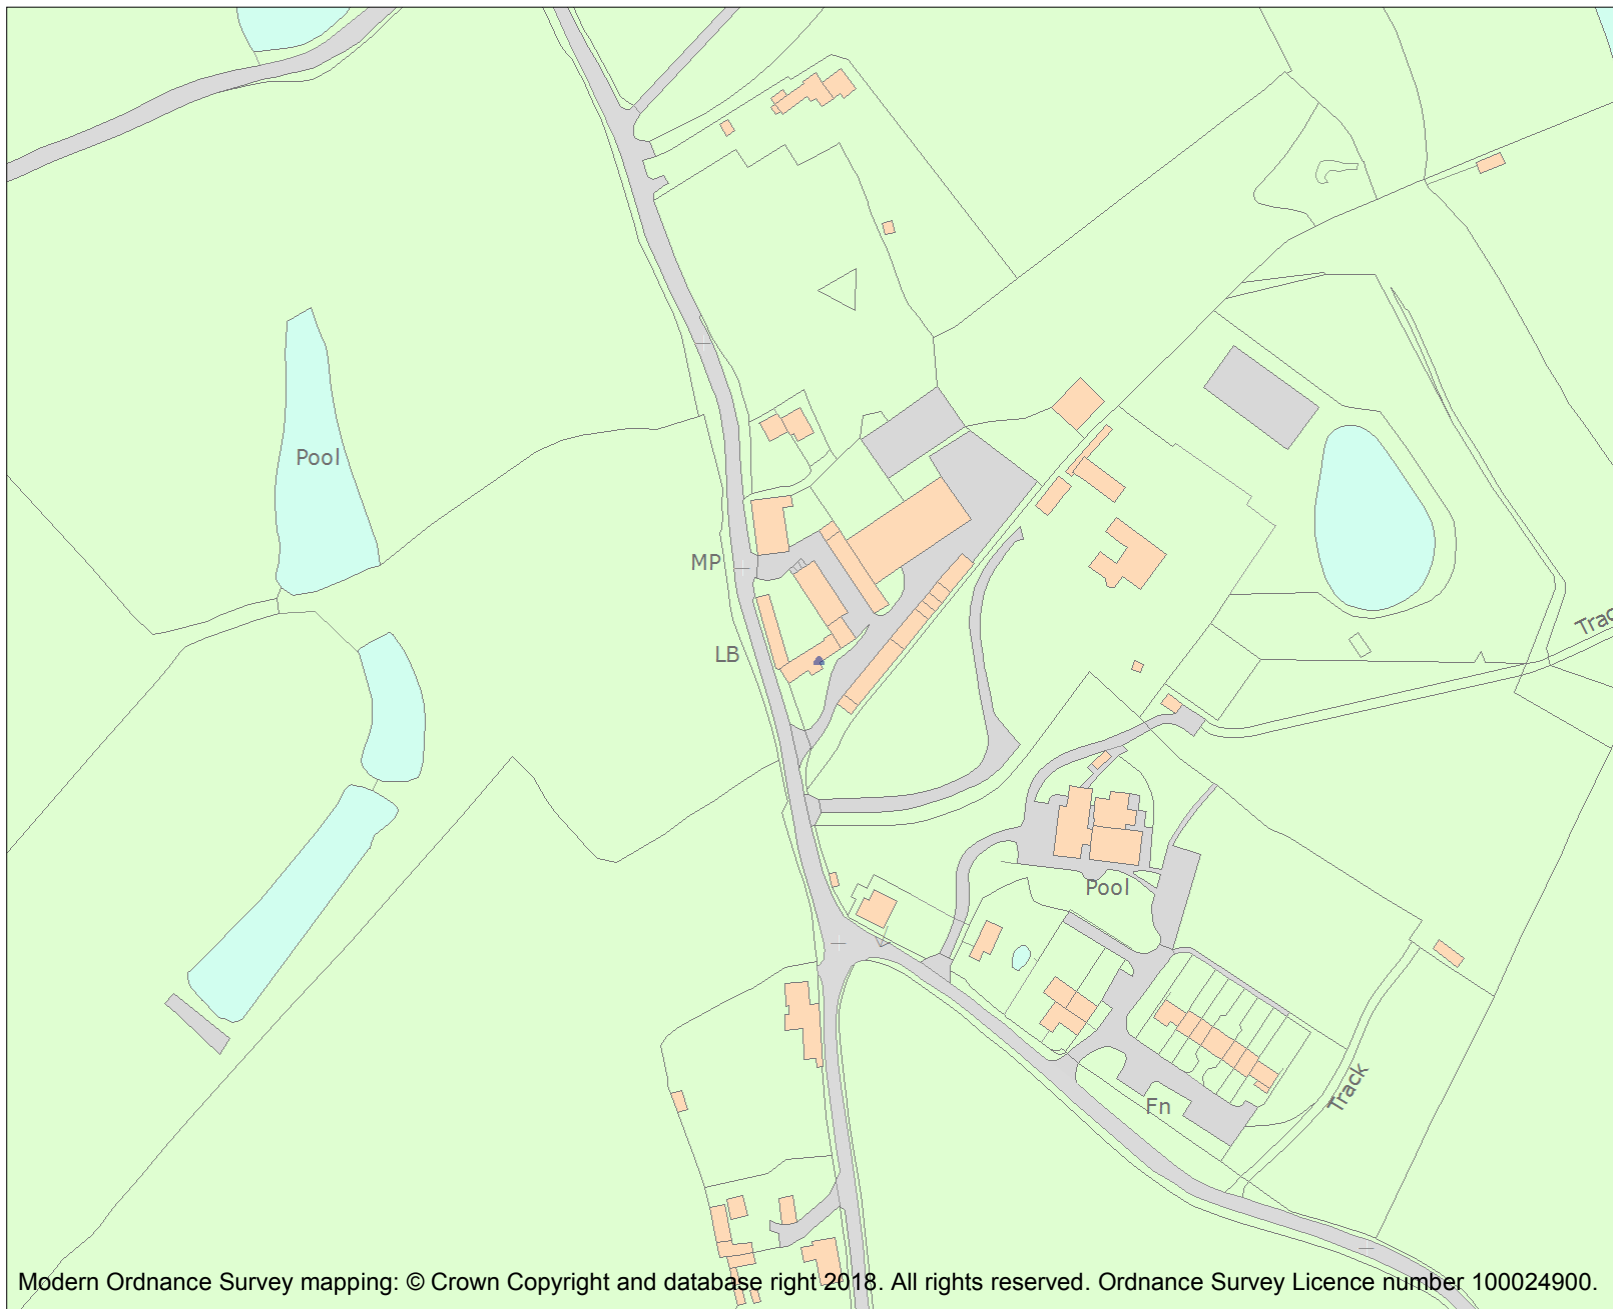 Pool
MP
Trac
LB
Pool
Track
Fn
Modern Ordnance Survey mapping: © Crown Copyright and database right 2018. All rights reserved. Ordnance Survey Licence number 100024900.